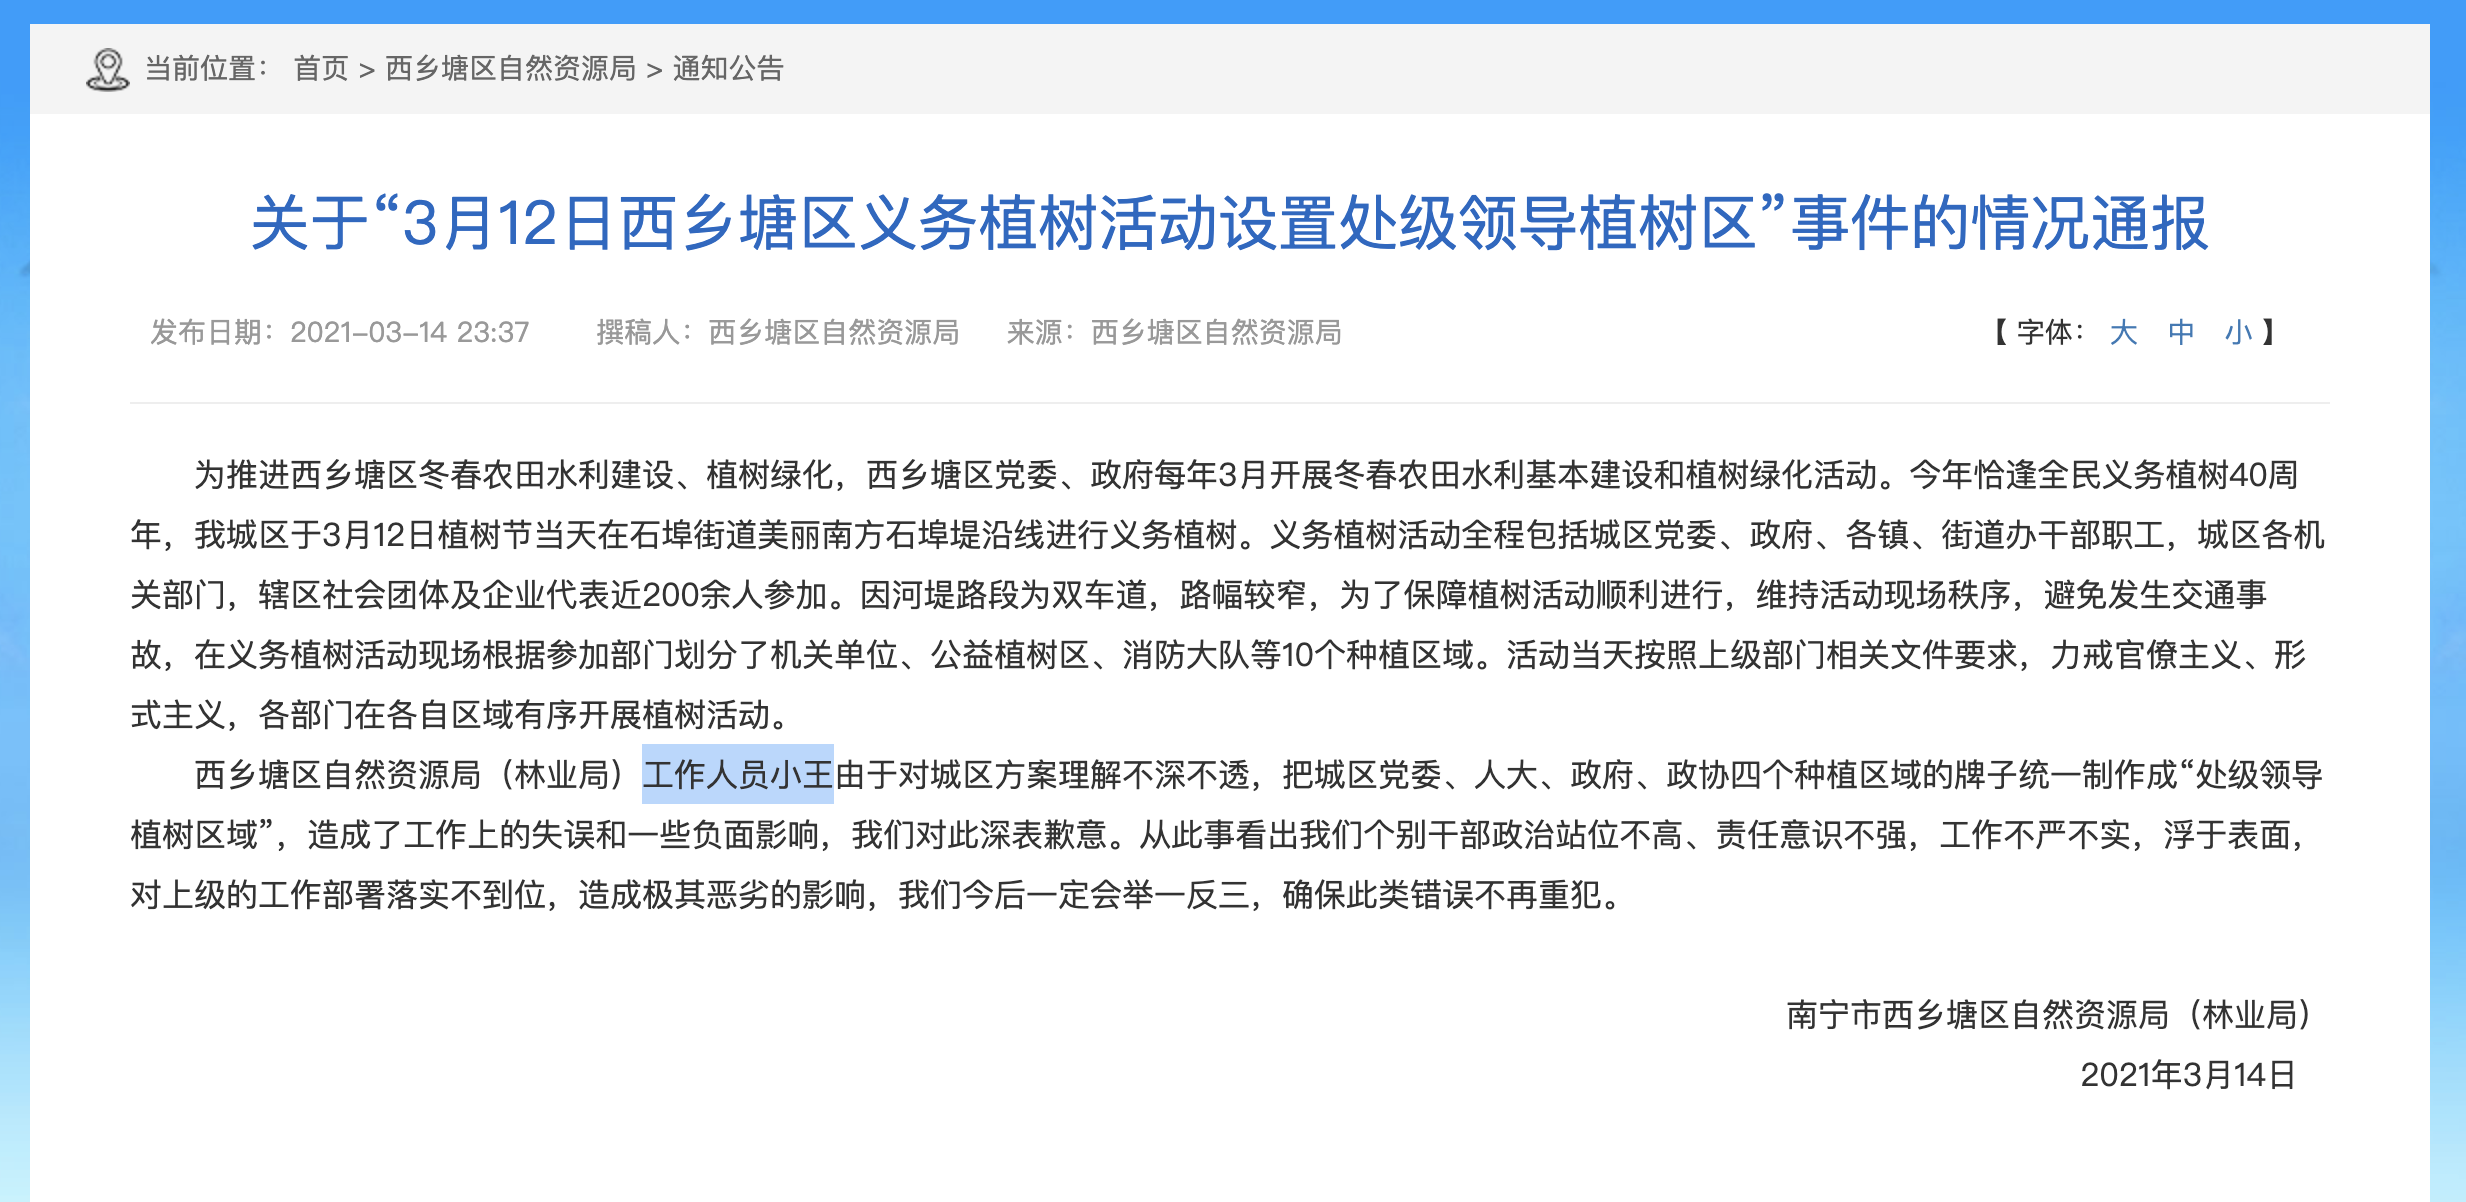 当前位置： 首页 > 西乡塘区自然资源局 > 通知公告
关于“3月12日西乡塘区义务植树活动设置处级领导植树区”事件的情况通报
发布日期：2021-03-14 23:37 撰稿人：西乡塘区自然资源局 来源：西乡塘区自然资源局 【 字体： 大 中 小 】
为推进西乡塘区冬春农田水利建设、植树绿化，西乡塘区党委、政府每年3月开展冬春农田水利基本建设和植树绿化活动。今年恰逢全民义务植树40周
年，我城区于3月12日植树节当天在石埠街道美丽南方石埠堤沿线进行义务植树。义务植树活动全程包括城区党委、政府、各镇、街道办干部职工，城区各机
关部门，辖区社会团体及企业代表近200余人参加。因河堤路段为双车道，路幅较窄，为了保障植树活动顺利进行，维持活动现场秩序，避免发生交通事
故，在义务植树活动现场根据参加部门划分了机关单位、公益植树区、消防大队等10个种植区域。活动当天按照上级部门相关文件要求，力戒官僚主义、形
式主义，各部门在各自区域有序开展植树活动。
西乡塘区自然资源局（林业局）工作人员小王由于对城区方案理解不深不透，把城区党委、人大、政府、政协四个种植区域的牌子统一制作成“处级领导
植树区域”，造成了工作上的失误和一些负面影响，我们对此深表歉意。从此事看出我们个别干部政治站位不高、责任意识不强，工作不严不实，浮于表面，
对上级的工作部署落实不到位，造成极其恶劣的影响，我们今后一定会举一反三，确保此类错误不再重犯。
南宁市西乡塘区自然资源局（林业局）
2021年3月14日